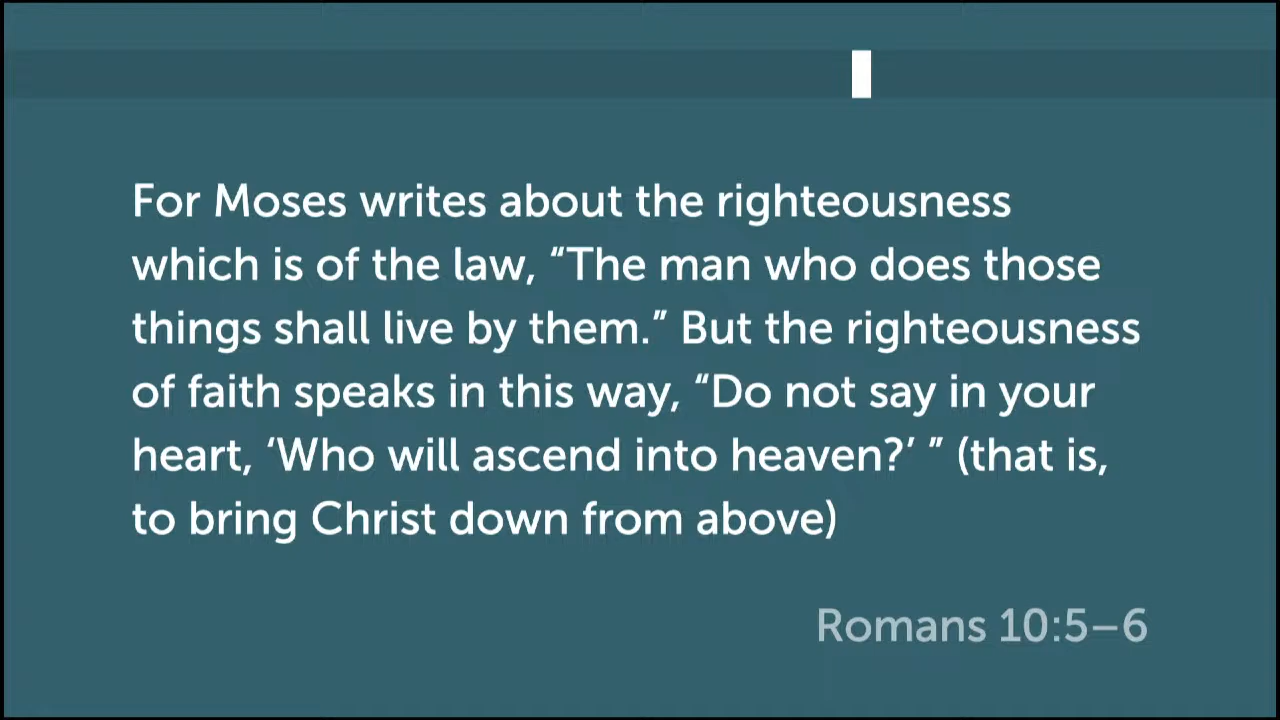 For Moses writes about the righteousness
which is of the law, “The man who does those
things shall live by them.” But the righteousness
of faith speaks in this way, “Do not say in your
heart, ‘Who will ascend into heaven?’ ” (that is,
to bring Christ down from above)
Romans 10:5–6